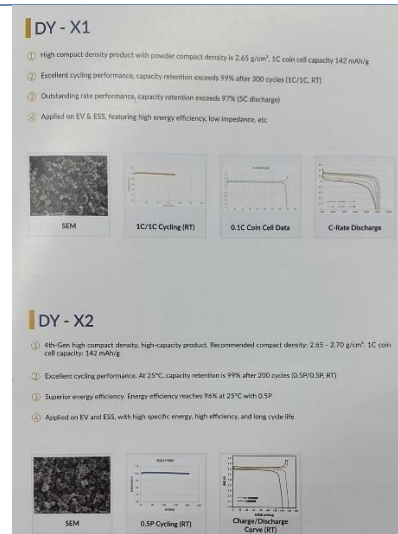 DY - X1
① High compact density product with powder compact density is 2.65 g/cm³, 1C coin cell capacity 142 mAh/g
② Excellent cycling performance, capacity retention exceeds 99% after 300 cycles (1C/1C, RT)
③ Outstanding rate performance, capacity retention exceeds 97% (5C discharge)
④ Applied on EV & ESS, featuring high energy efficiency, low impedance, etc
SEM
1C/1C Cycling (RT)
0.1C Coin Cell Data
C-Rate Discharge
DY - X2
① 4th-Gen high compact density, high-capacity product. Recommended compact density: 2.65 - 2.70 g/cm³. 1C coin
cell capacity: 142 mAh/g
② Excellent cycling performance. At 25°C, capacity retention is 99% after 200 cycles (0.5P/0.5P, RT)
③ Superior energy efficiency. Energy efficiency reaches 96% at 25°C with 0.5P
④ Applied on EV and ESS, with high specific energy, high efficiency, and long cycle life
SEM
0.5P Cycling (RT)
Charge/Discharge
Curve (RT)